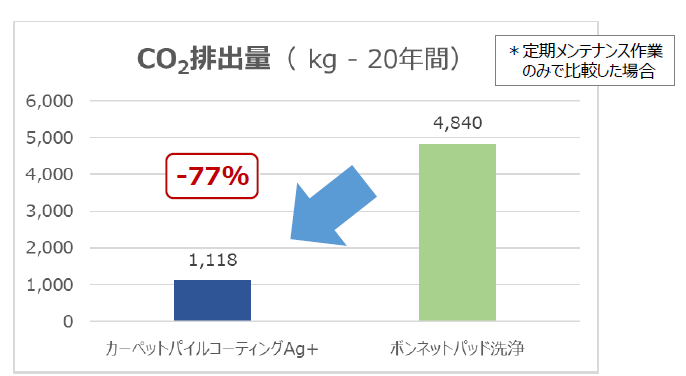 CO2排出量（ kg - 20年間）
＊定期メンテナンス作業
のみで比較した場合
6,000
5,000
4,000
3,000
2,000
1,000
0
-77%
4,840
1,118
カーペットパイルコーティングAg+
ボンネットパッド洗浄